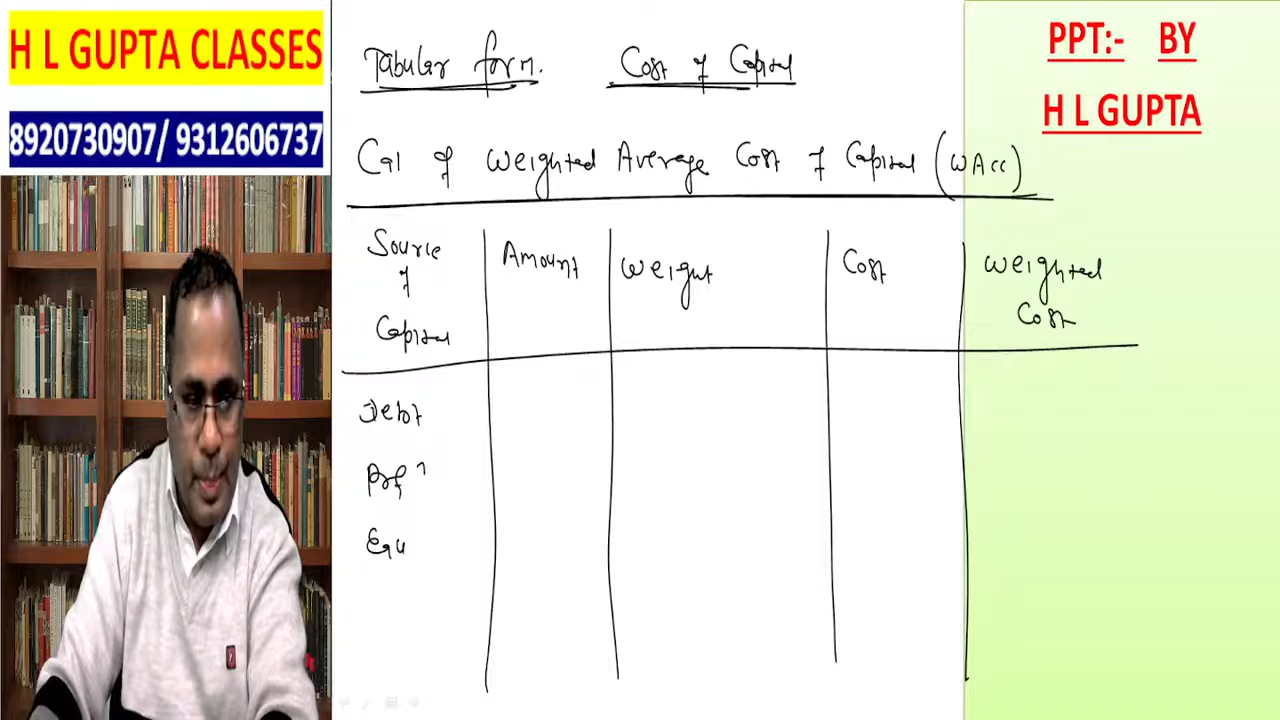 H L GUPTA CLASSES
8920730907/ 9312606737
PPT:- BY
H L GUPTA
Tabular form. Cost of Capital
Cal of Weighted Average Cost of Capital (WACC)
Source of Capital
Amount
Weight
Cost
Weighted Cost
Debt
Prf
Equ